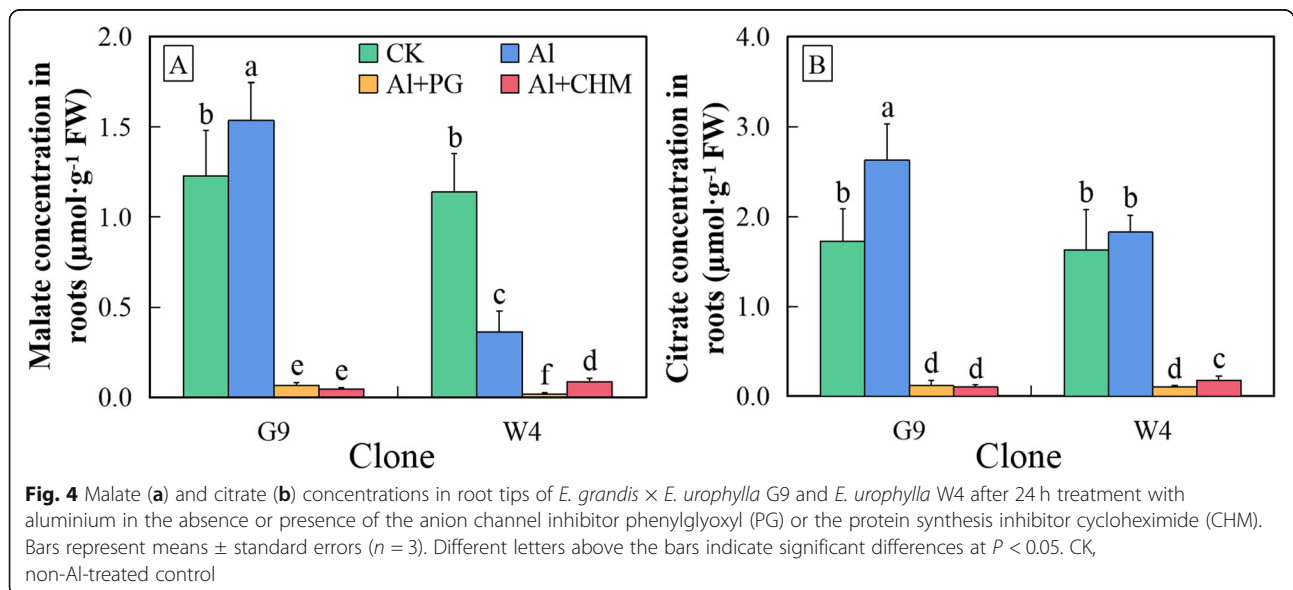 A
CK
Al
Al+PG
Al+CHM
Malate concentration in
roots (µmol·g⁻¹ FW)
2.0
1.5
1.0
0.5
0.0
b
a
e
e
b
c
f
d
G9
W4
Clone
B
Citrate concentration in
roots (µmol·g⁻¹ FW)
4.0
3.0
2.0
1.0
0.0
b
a
d
d
b
b
d
c
G9
W4
Clone
Fig. 4 Malate (a) and citrate (b) concentrations in root tips of E. grandis × E. urophylla G9 and E. urophylla W4 after 24 h treatment with
aluminium in the absence or presence of the anion channel inhibitor phenylglyoxyl (PG) or the protein synthesis inhibitor cycloheximide (CHM).
Bars represent means ± standard errors (n = 3). Different letters above the bars indicate significant differences at P < 0.05. CK,
non-Al-treated control